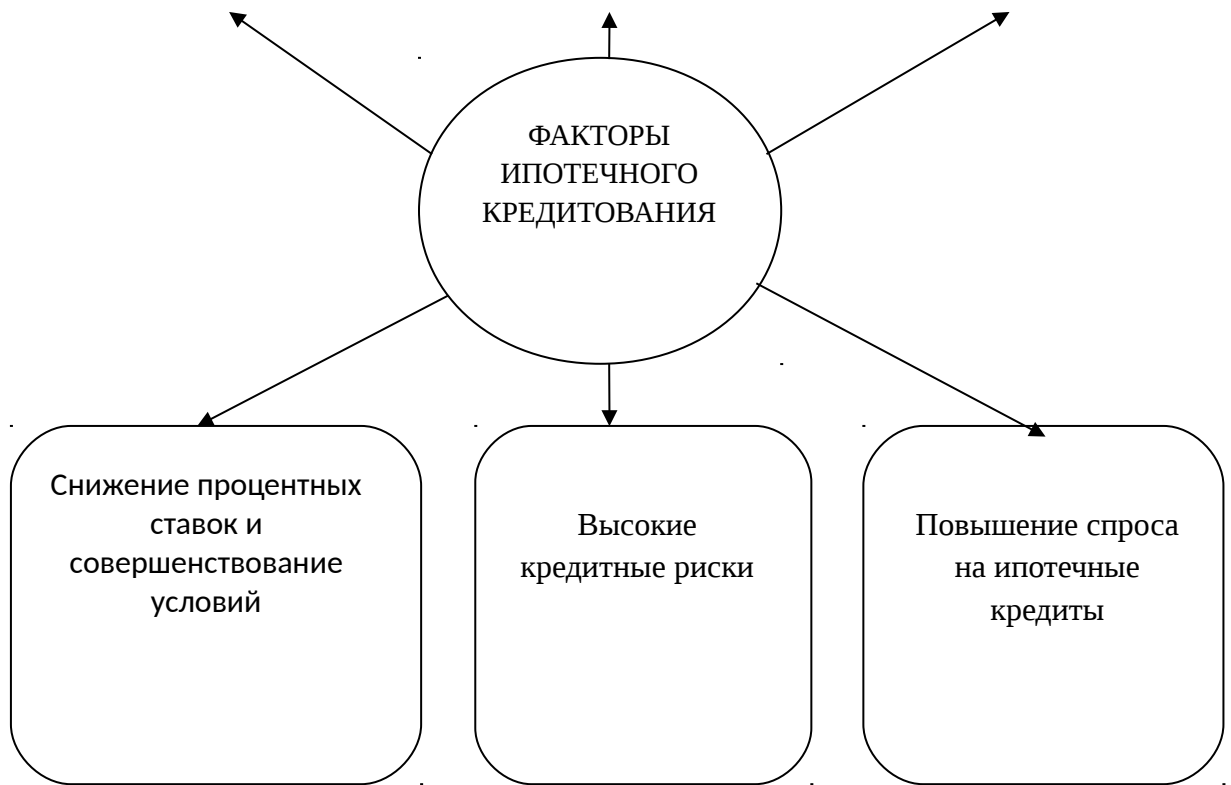 ФАКТОРЫ
ИПОТЕЧНОГО
КРЕДИТОВАНИЯ
Снижение процентных
ставок и
совершенствование
условий
Высокие
кредитные риски
Повышение спроса
на ипотечные
кредиты